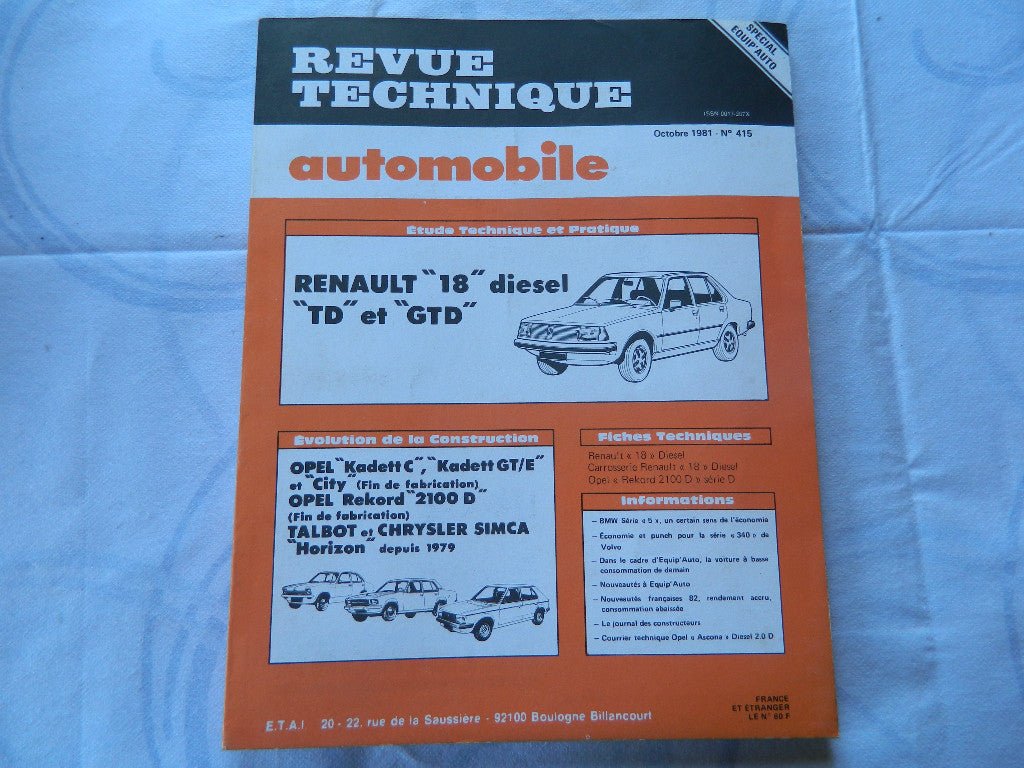 REVUE
TECHNIQUE
SPECIAL
EQUIP'AUTO
Octobre 1981 - N° 415
automobile
Étude Technique et Pratique
RENAULT "18" diesel
"TD" et "GTD"
Évolution de la Construction
OPEL "Kadett C", "Kadett GT/E"
et "City" (Fin de fabrication)
OPEL Rekord "2100 D"
(Fin de fabrication)
TALBOT et CHRYSLER SIMCA
"Horizon" depuis 1979
Fiches Techniques
Renault « 18 » Diesel
Carrosserie Renault « 18 » Diesel
Opel « Rekord 2100 D » série D
Informations
– BMW Série « 5 », un certain sens de l'économie
– Économie et punch pour la série « 340 » de
Volvo
– Dans le cadre d'Equip'Auto, la voiture à basse
consommation de demain
– Nouveautés à Equip'Auto
– Nouveautés françaises 82, rendement accru,
consommation abaissée
– Le journal des constructeurs
– Courrier technique Opel « Ascona » Diesel 2.0 D
E.T.A.I. 20 - 22, rue de la Saussière - 92100 Boulogne Billancourt
FRANCE
ET ÉTRANGER
LE N° 60 F